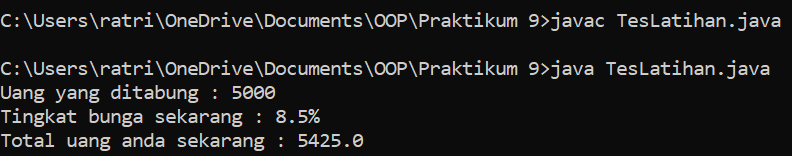 C:\Users\ratri\OneDrive\Documents\OOP\Praktikum 9>javac TesLatihan.java
C:\Users\ratri\OneDrive\Documents\OOP\Praktikum 9>java TesLatihan.java
Uang yang ditabung : 5000
Tingkat bunga sekarang : 8.5%
Total uang anda sekarang : 5425.0